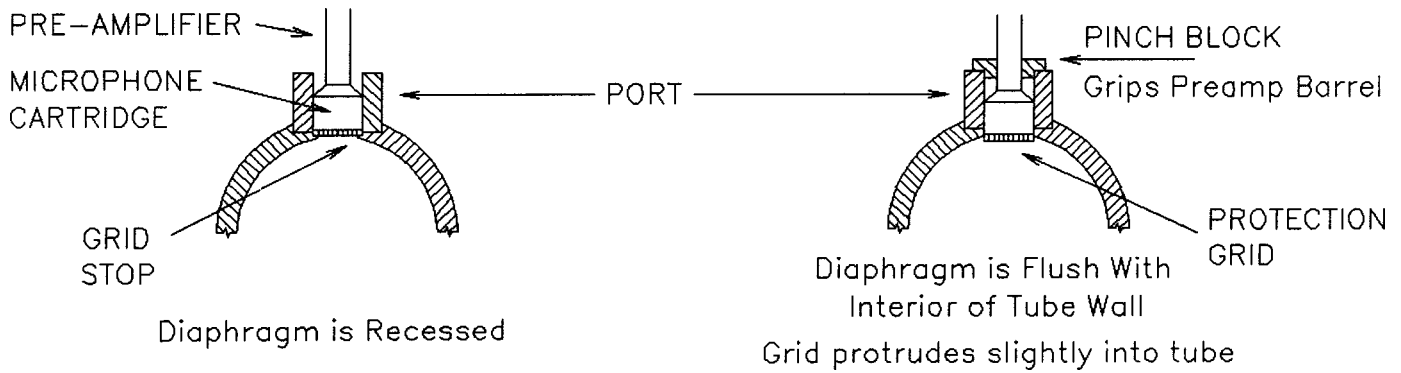 PRE-AMPLIFIER
MICROPHONE
CARTRIDGE
GRID
STOP
Diaphragm is Recessed
PORT
PINCH BLOCK
Grips Preamp Barrel
PROTECTION
GRID
Diaphragm is Flush With
Interior of Tube Wall
Grid protrudes slightly into tube